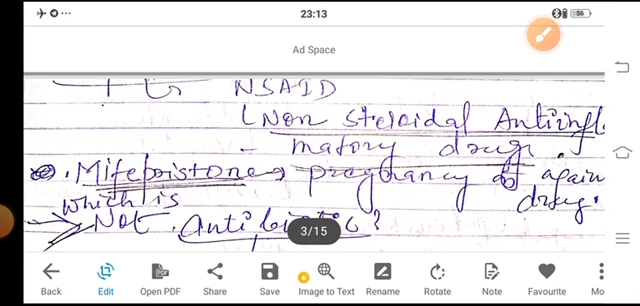 23:13
56
Ad Space
NSAID
Non steroidal Antiinfl
- matory drug
Mifepristone → pregnancy again
which is drug.
Not Antibiotic?
3/15
Back Edit Open PDF Share Save Image to Text Rename Rotate Note Favourite Mo